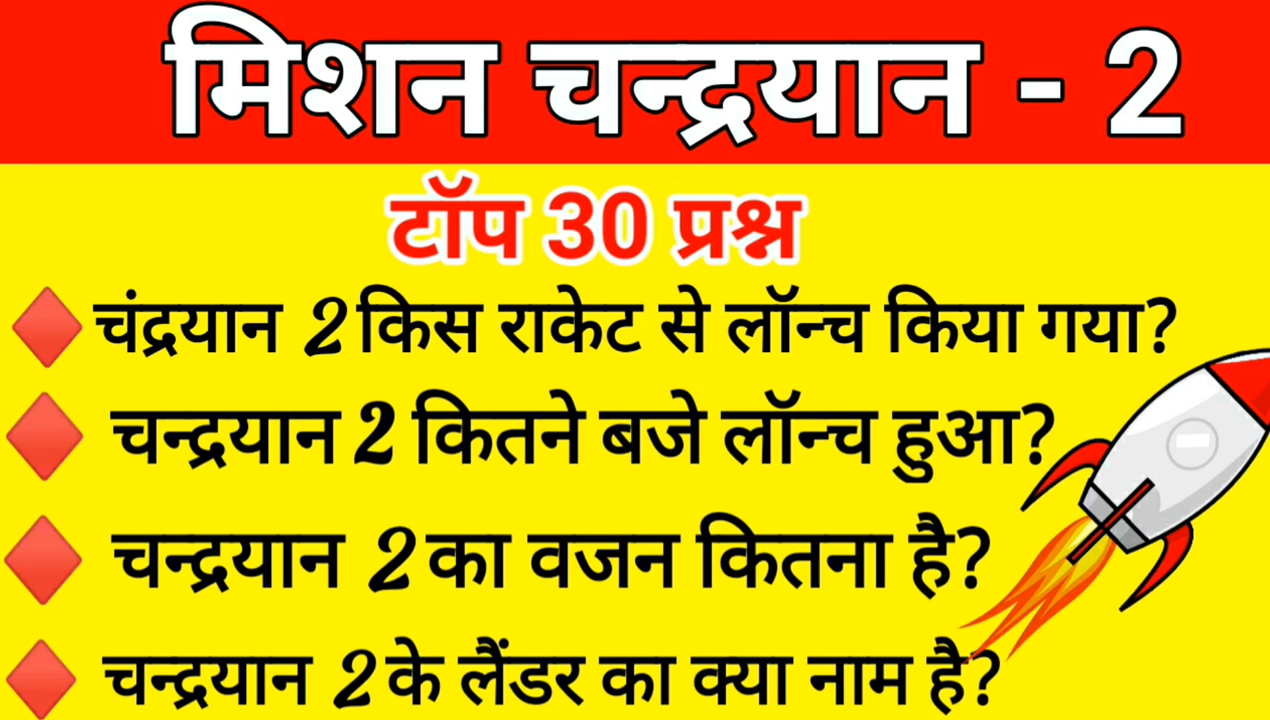 मिशन चन्द्रयान - 2
टॉप 30 प्रश्न
चंद्रयान 2 किस राकेट से लॉन्च किया गया?
चन्द्रयान 2 कितने बजे लॉन्च हुआ?
चन्द्रयान 2 का वजन कितना है?
चन्द्रयान 2 के लैंडर का क्या नाम है?